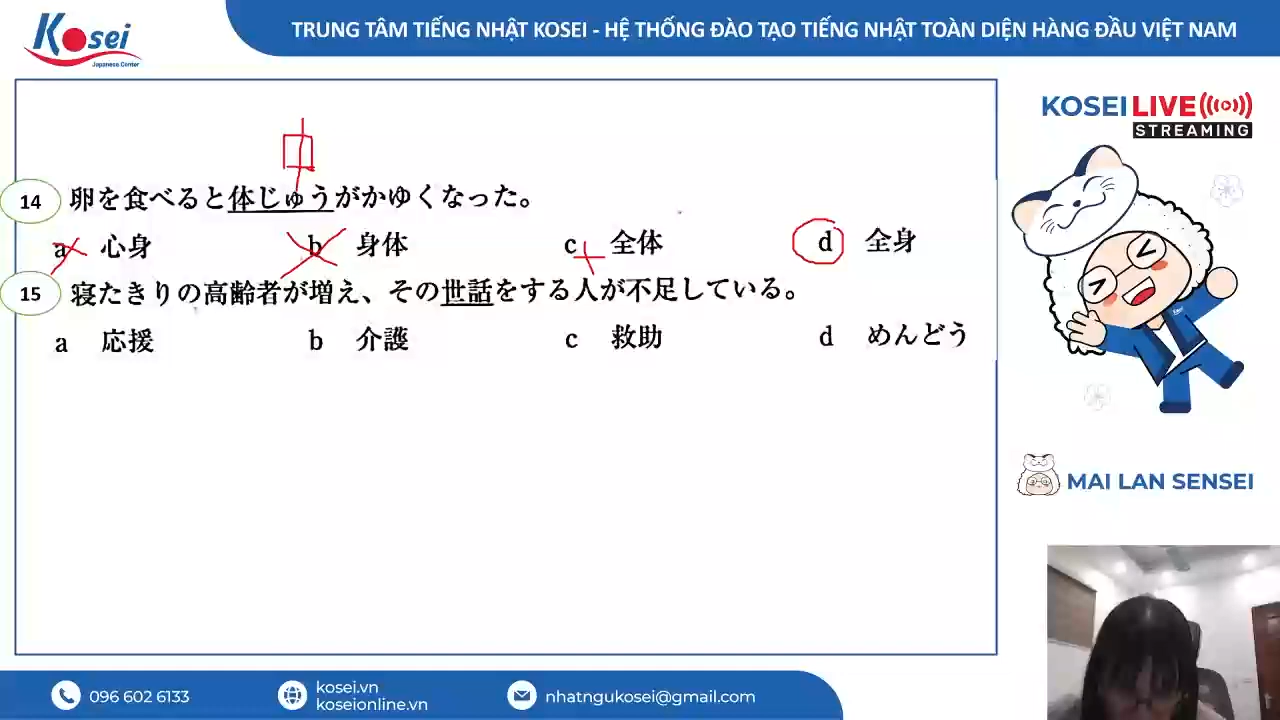 Kosei
Japanese Center
TRUNG TÂM TIẾNG NHẬT KOSEI - HỆ THỐNG ĐÀO TẠO TIẾNG NHẬT TOÀN DIỆN HÀNG ĐẦU VIỆT NAM
KOSEI LIVE
STREAMING
中
14 卵を食べると体じゅうがかゆくなった。
a 心身 b 身体 c 全体 d 全身
15 寝たきりの高齢者が増え、その世話をする人が不足している。
a 応援 b 介護 c 救助 d めんどう
MAI LAN SENSEI
096 602 6133
kosei.vn
koseionline.vn
nhatngukosei@gmail.com